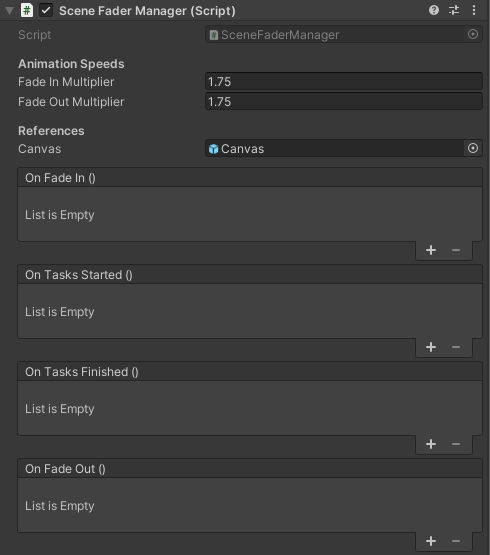 Scene Fader Manager (Script)
Script SceneFaderManager
Animation Speeds
Fade In Multiplier 1.75
Fade Out Multiplier 1.75
References
Canvas Canvas
On Fade In ()
List is Empty
+ −
On Tasks Started ()
List is Empty
+ −
On Tasks Finished ()
List is Empty
+ −
On Fade Out ()
List is Empty
+ −